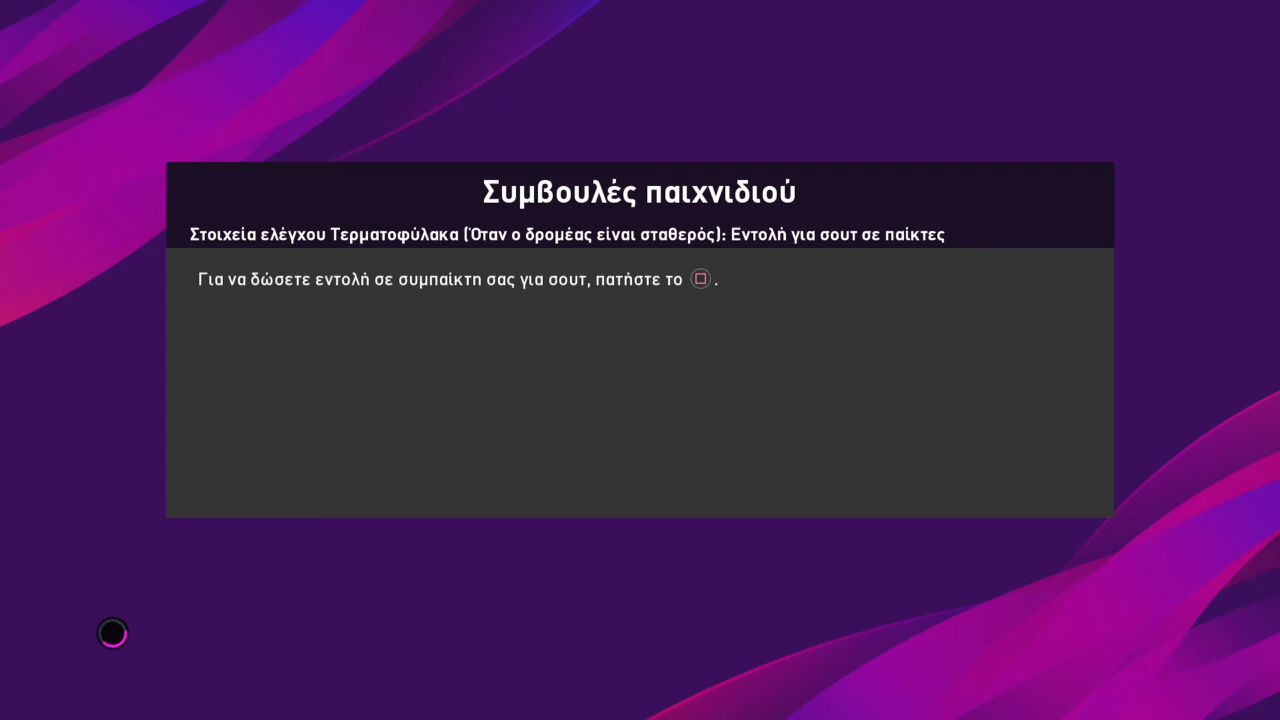 Συμβουλές παιχνιδιού
Στοιχεία ελέγχου Τερματοφύλακα (Όταν ο δρομέας είναι σταθερός): Εντολή για σουτ σε παίκτες
Για να δώσετε εντολή σε συμπαίκτη σας για σουτ, πατήστε το □.